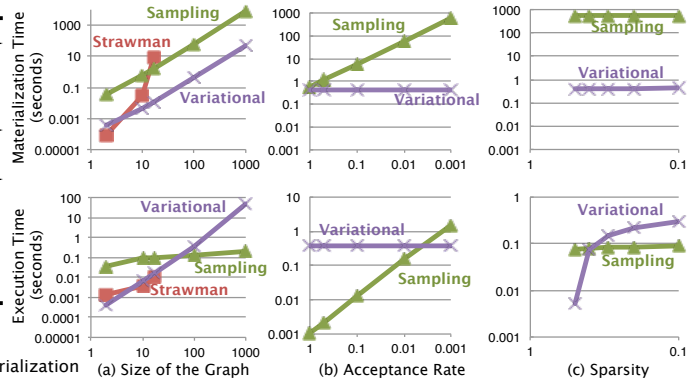 Materialization Time
(seconds)
1000
10
0.1
0.001
0.00001
1
10
100
1000
Sampling
Strawman
Variational
1000
100
10
1
0.1
0.01
0.001
1
0.1
0.01
0.001
Sampling
Variational
1000
100
10
1
0.1
0.01
0.001
1
0.1
Sampling
Variational
Execution Time
(seconds)
100
10
1
0.1
0.01
0.001
0.0001
0.00001
1
10
100
1000
Variational
Sampling
Strawman
10
1
0.1
0.01
0.001
1
0.1
0.01
0.001
Variational
Sampling
1
0.1
0.01
0.001
1
0.1
Variational
Sampling
rialization
(a) Size of the Graph
(b) Acceptance Rate
(c) Sparsity